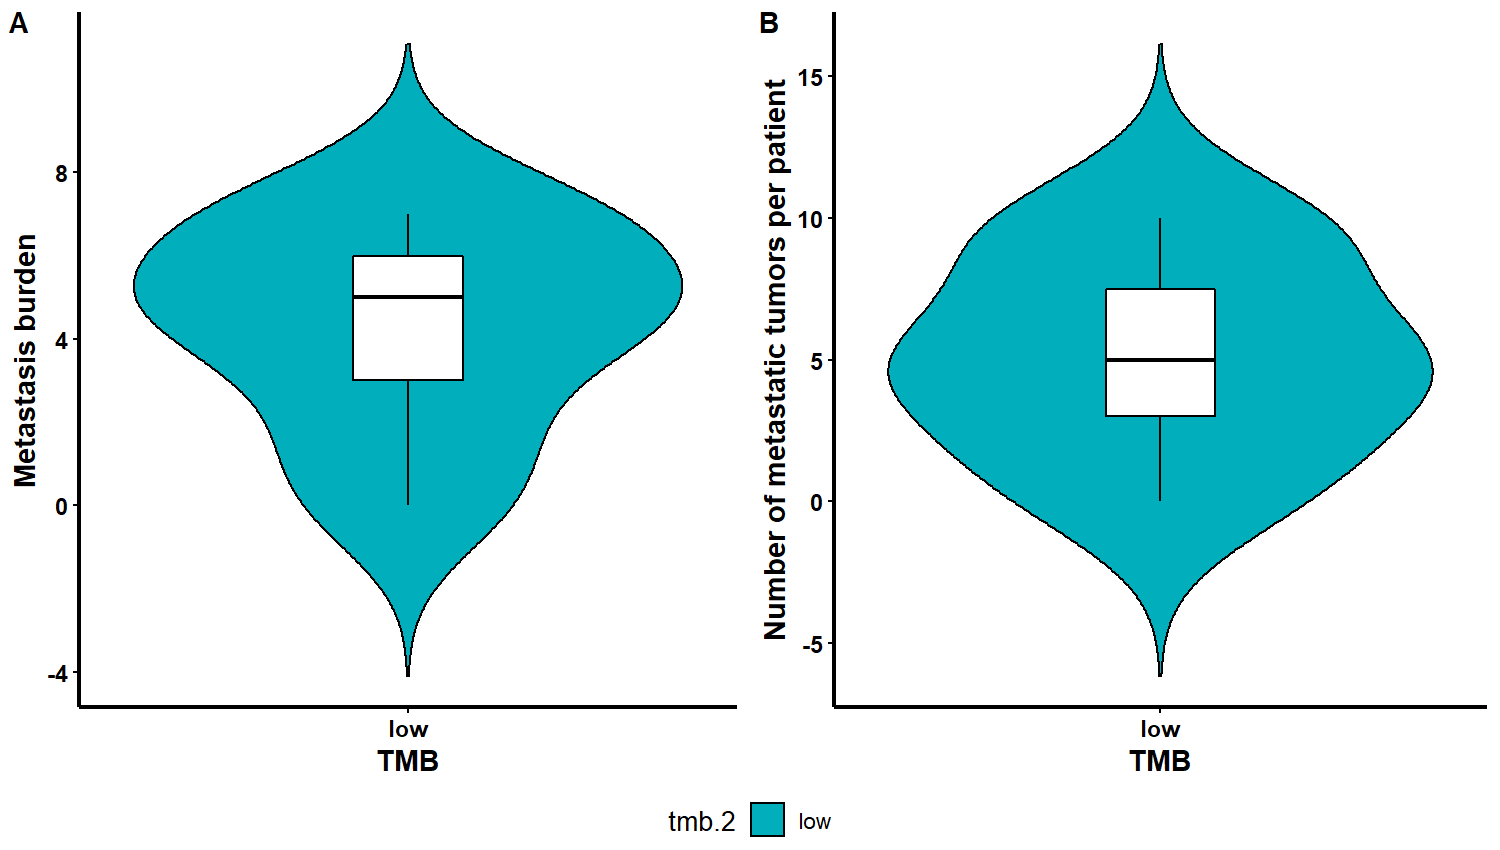 A
Metastasis burden
8
4
0
-4
low
TMB
B
Number of metastatic tumors per patient
15
10
5
0
-5
low
TMB
tmb.2
low